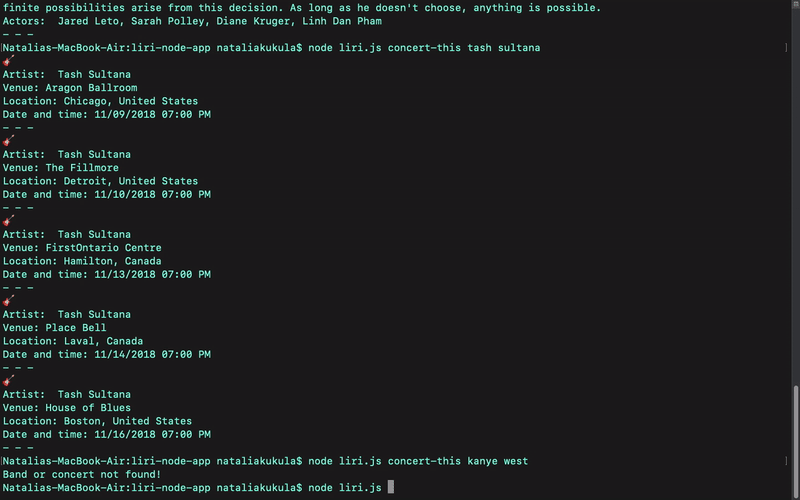 finite possibilities arise from this decision. As long as he doesn't choose, anything is possible.
Actors:  Jared Leto, Sarah Polley, Diane Kruger, Linh Dan Pham
- - -
[Natalias-MacBook-Air:liri-node-app nataliakukula$ node liri.js concert-this tash sultana ]
🎸
Artist:  Tash Sultana
Venue: Aragon Ballroom
Location: Chicago, United States
Date and time: 11/09/2018 07:00 PM
- - -
🎸
Artist:  Tash Sultana
Venue: The Fillmore
Location: Detroit, United States
Date and time: 11/10/2018 07:00 PM
- - -
🎸
Artist:  Tash Sultana
Venue: FirstOntario Centre
Location: Hamilton, Canada
Date and time: 11/13/2018 07:00 PM
- - -
🎸
Artist:  Tash Sultana
Venue: Place Bell
Location: Laval, Canada
Date and time: 11/14/2018 07:00 PM
- - -
🎸
Artist:  Tash Sultana
Venue: House of Blues
Location: Boston, United States
Date and time: 11/16/2018 07:00 PM
- - -
[Natalias-MacBook-Air:liri-node-app nataliakukula$ node liri.js concert-this kanye west ]
Band or concert not found!
Natalias-MacBook-Air:liri-node-app nataliakukula$ node liri.js